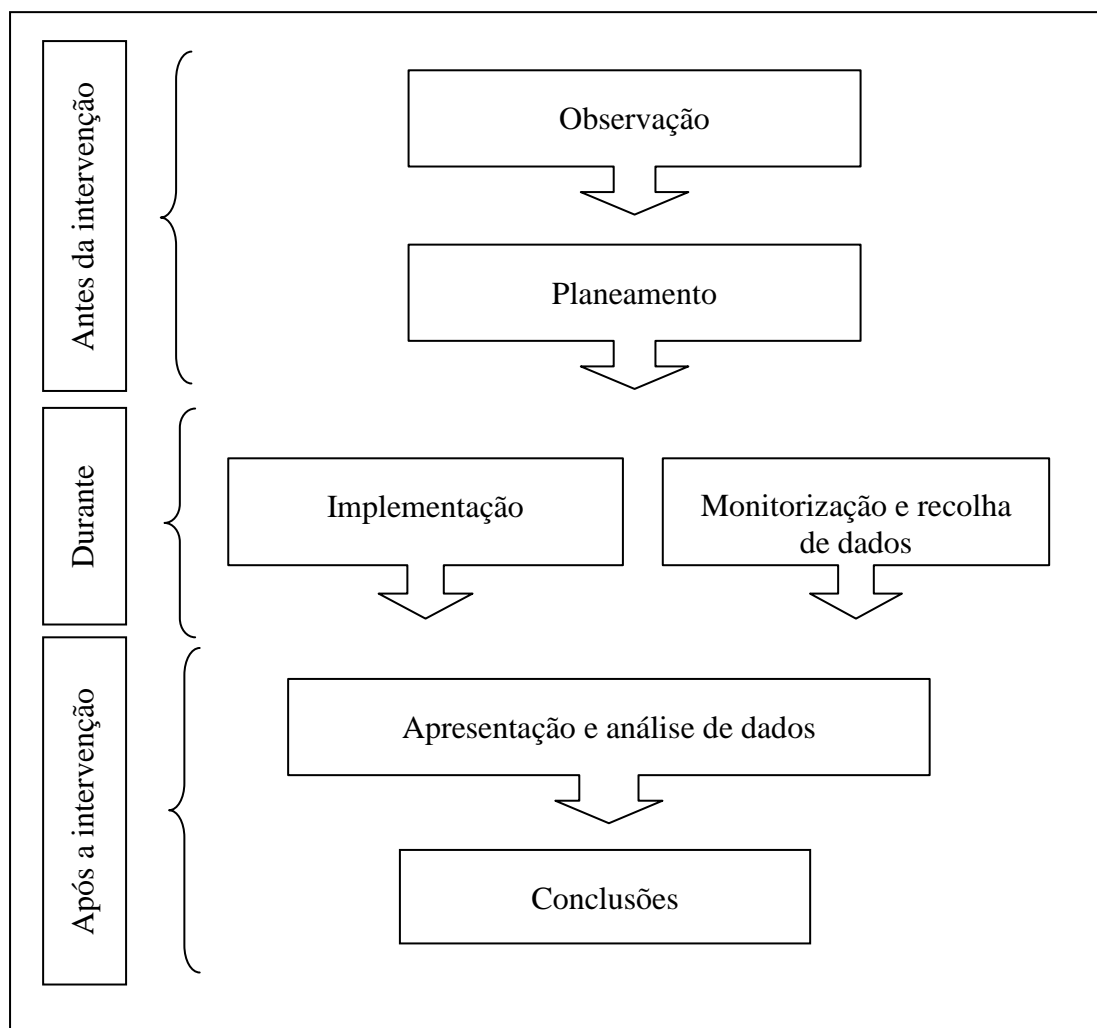 Antes da intervenção
Observação
Planeamento
Durante
Implementação
Monitorização e recolha
de dados
Após a intervenção
Apresentação e análise de dados
Conclusões